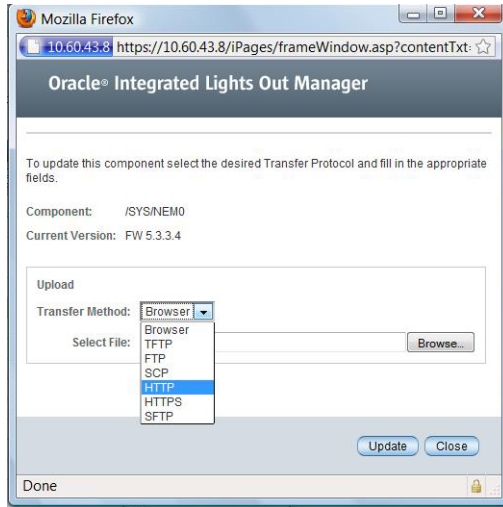 Mozilla Firefox
10.60.43.8 https://10.60.43.8/iPages/frameWindow.asp?contentTxt:
Oracle® Integrated Lights Out Manager
To update this component select the desired Transfer Protocol and fill in the appropriate
fields.
Component: /SYS/NEM0
Current Version: FW 5.3.3.4
Upload
Transfer Method: Browser
Browser
Select File:
TFTP
Browse...
FTP
SCP
HTTP
HTTPS
SFTP
Update Close
Done